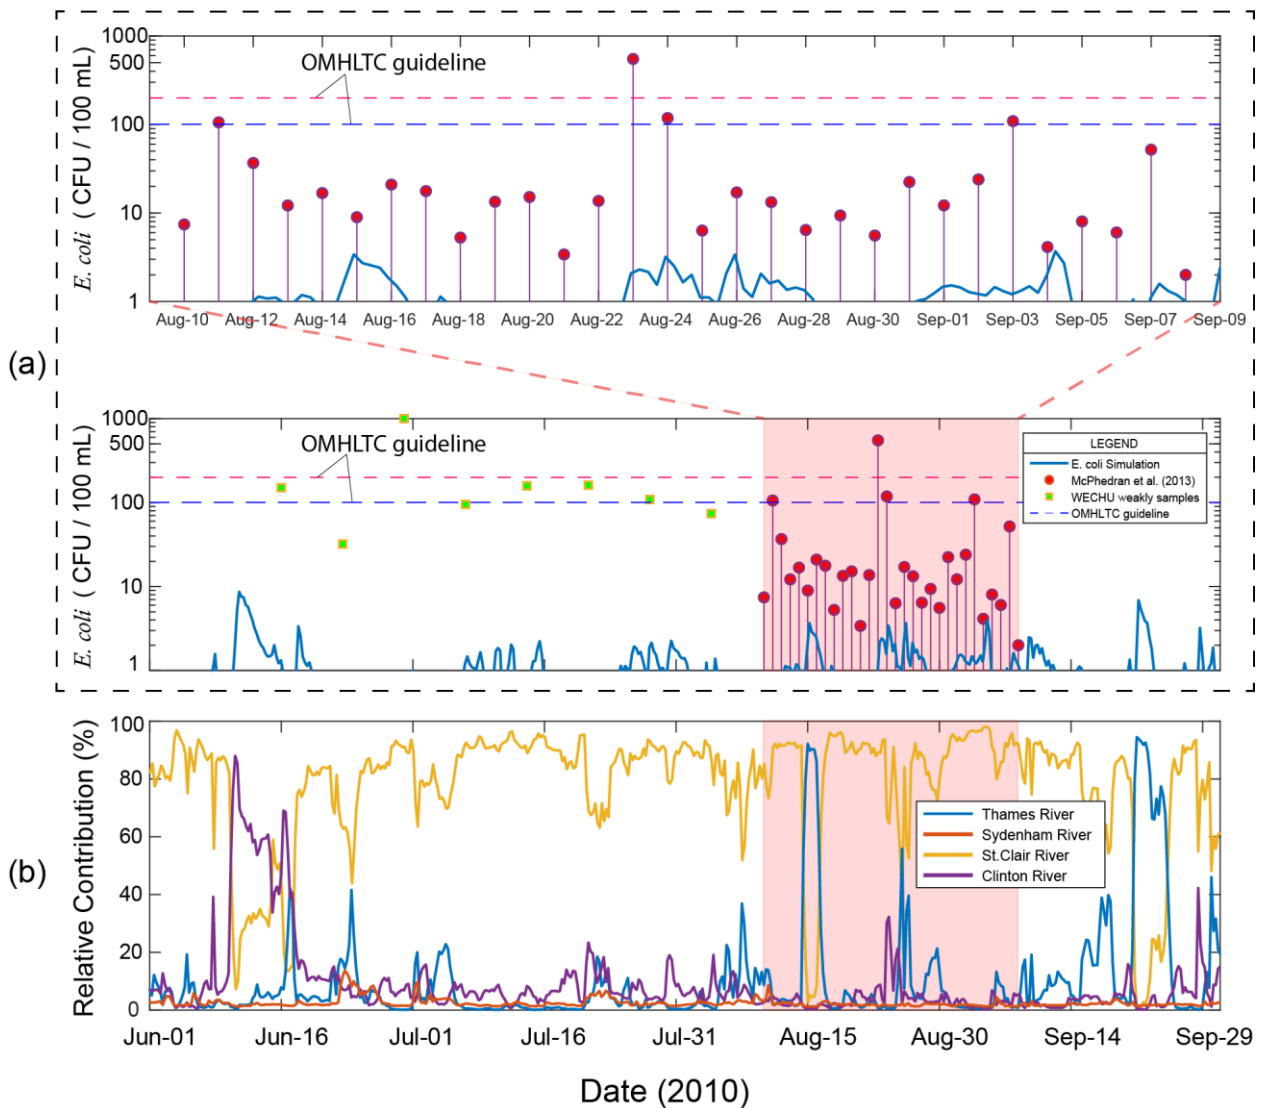 1000
500
100
10
1
E. coli ( CFU / 100 mL)
OMHLTC guideline
Aug-10 Aug-12 Aug-14 Aug-16 Aug-18 Aug-20 Aug-22 Aug-24 Aug-26 Aug-28 Aug-30 Sep-01 Sep-03 Sep-05 Sep-07 Sep-09
(a)
1000
500
100
10
1
E. coli ( CFU / 100 mL)
OMHLTC guideline
LEGEND
E. coli Simulation
McPhedran et al. (2013)
WECHU weakly samples
OMHLTC guideline
(b)
100
80
60
40
20
0
Relative Contribution (%)
Thames River
Sydenham River
St.Clair River
Clinton River
Jun-01 Jun-16 Jul-01 Jul-16 Jul-31 Aug-15 Aug-30 Sep-14 Sep-29
Date (2010)